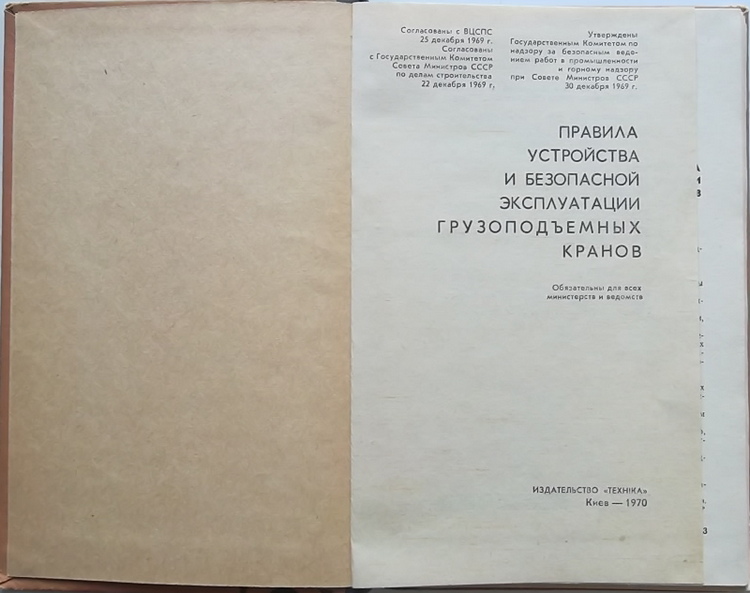 Согласованы с ВЦСПС
25 декабря 1969 г.
Согласованы
с Государственным Комитетом
Совета Министров СССР
по делам строительства
22 декабря 1969 г.
Утверждены
Государственным Комитетом по
надзору за безопасным веде-
нием работ в промышленности
и горному надзору
при Совете Министров СССР
30 декабря 1969 г.
ПРАВИЛА
УСТРОЙСТВА
И БЕЗОПАСНОЙ
ЭКСПЛУАТАЦИИ
ГРУЗОПОДЪЕМНЫХ
КРАНОВ
Обязательны для всех
министерств и ведомств
ИЗДАТЕЛЬСТВО «ТЕХНІКА»
Киев — 1970
3